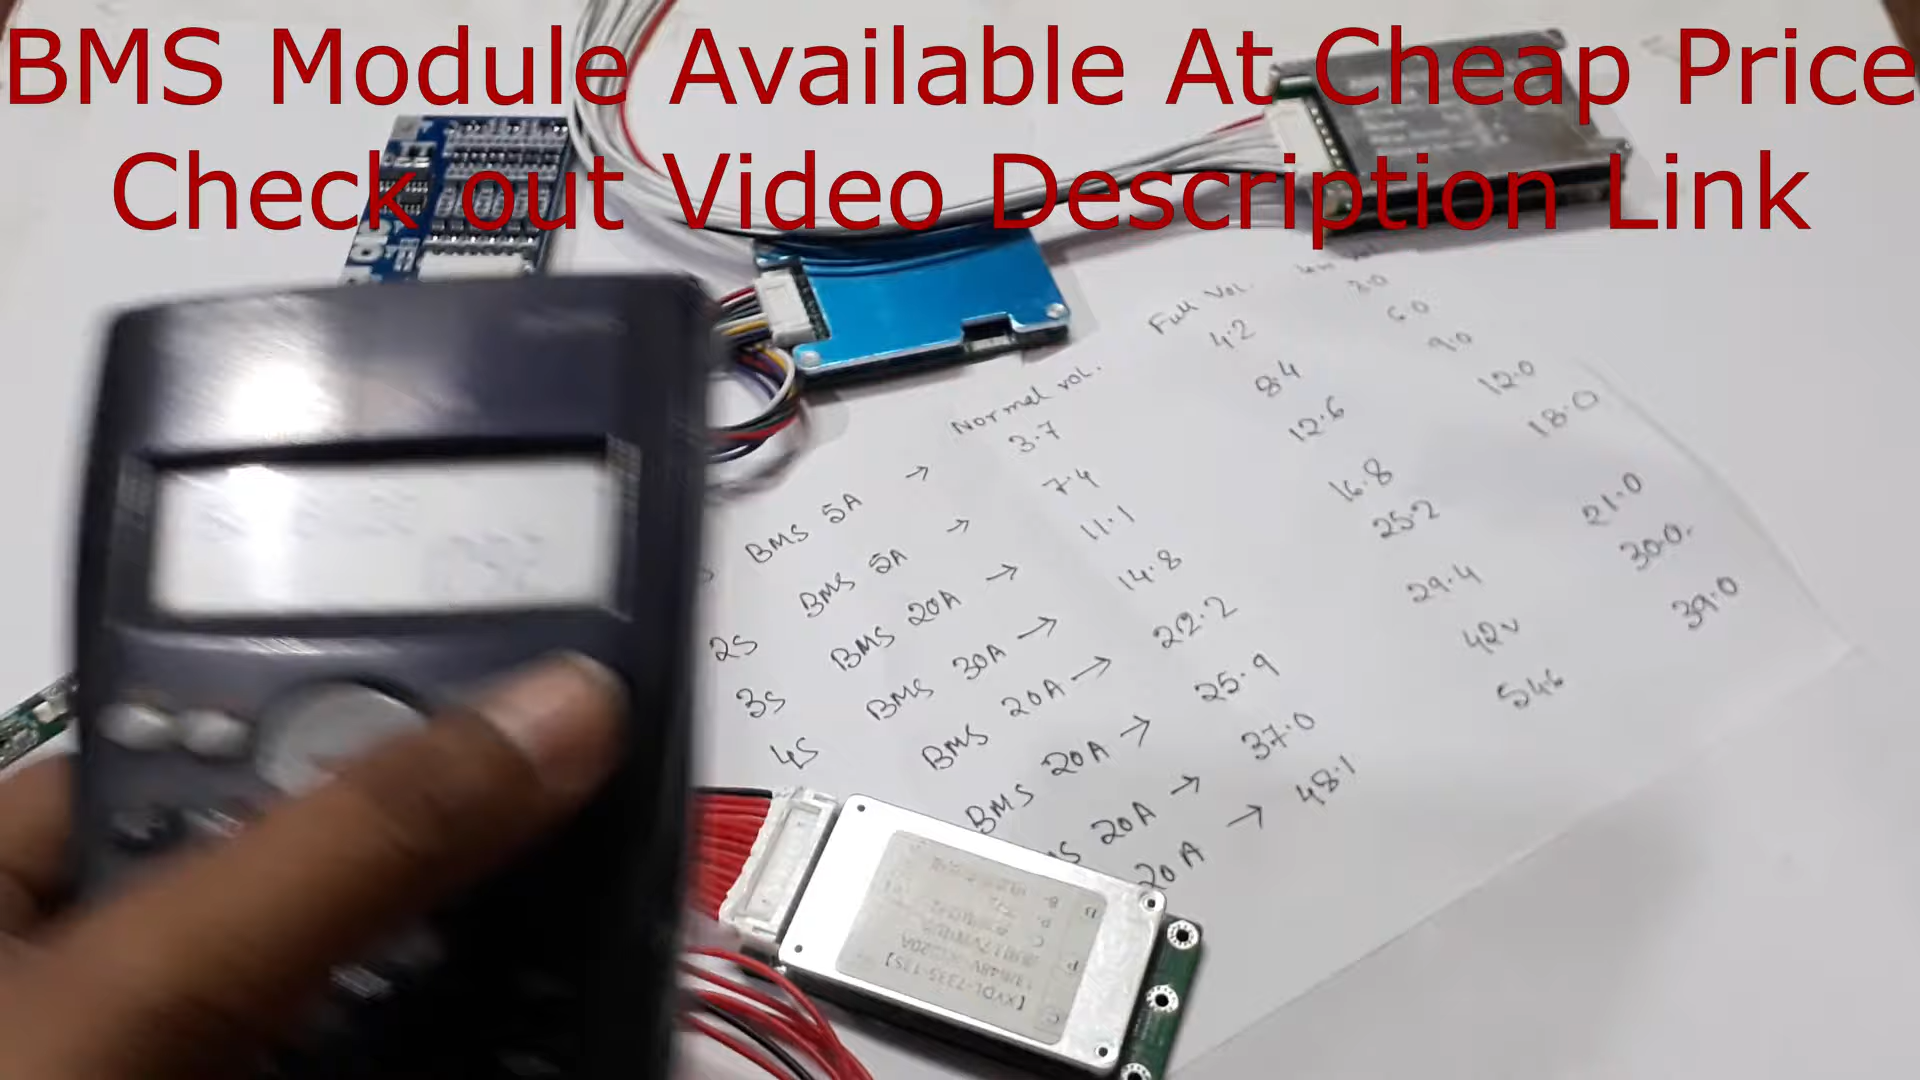 BMS Module Available At Cheap Price
Check out Video Description Link
Normal vol. Full Vol.
BMS 5A → 3.7 4.2 3.0
2S BMS 5A → 7.4 8.4 6.0
3S BMS 20A → 11.1 12.6 9.0
4S BMS 30A → 14.8 16.8 12.0
BMS 20A → 22.2 25.2 18.0
BMS 20A → 25.9 29.4 21.0
20A → 37.0 42v 30.0.
20A → 48.1 54.6 39.0
[XYDL-7335-13S]